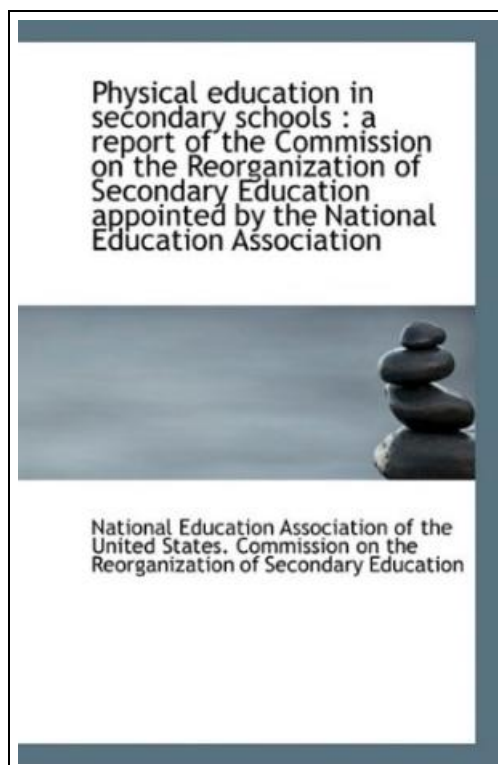 Physical education in
secondary schools : a
report of the Commission
on the Reorganization of
Secondary Education
appointed by the National
Education Association
National Education Association of the
United States. Commission on the
Reorganization of Secondary Education